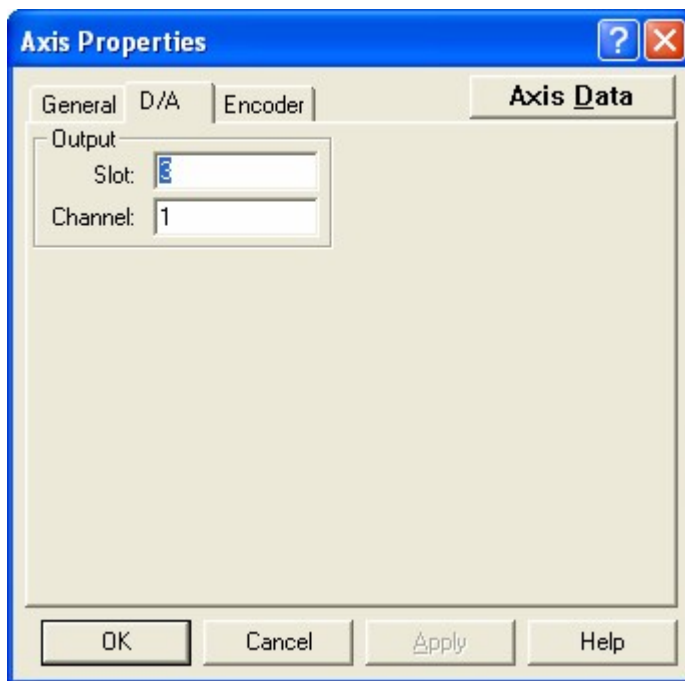 Axis Properties
General D/A Encoder Axis Data
Output
Slot: 3
Channel: 1
OK Cancel Apply Help